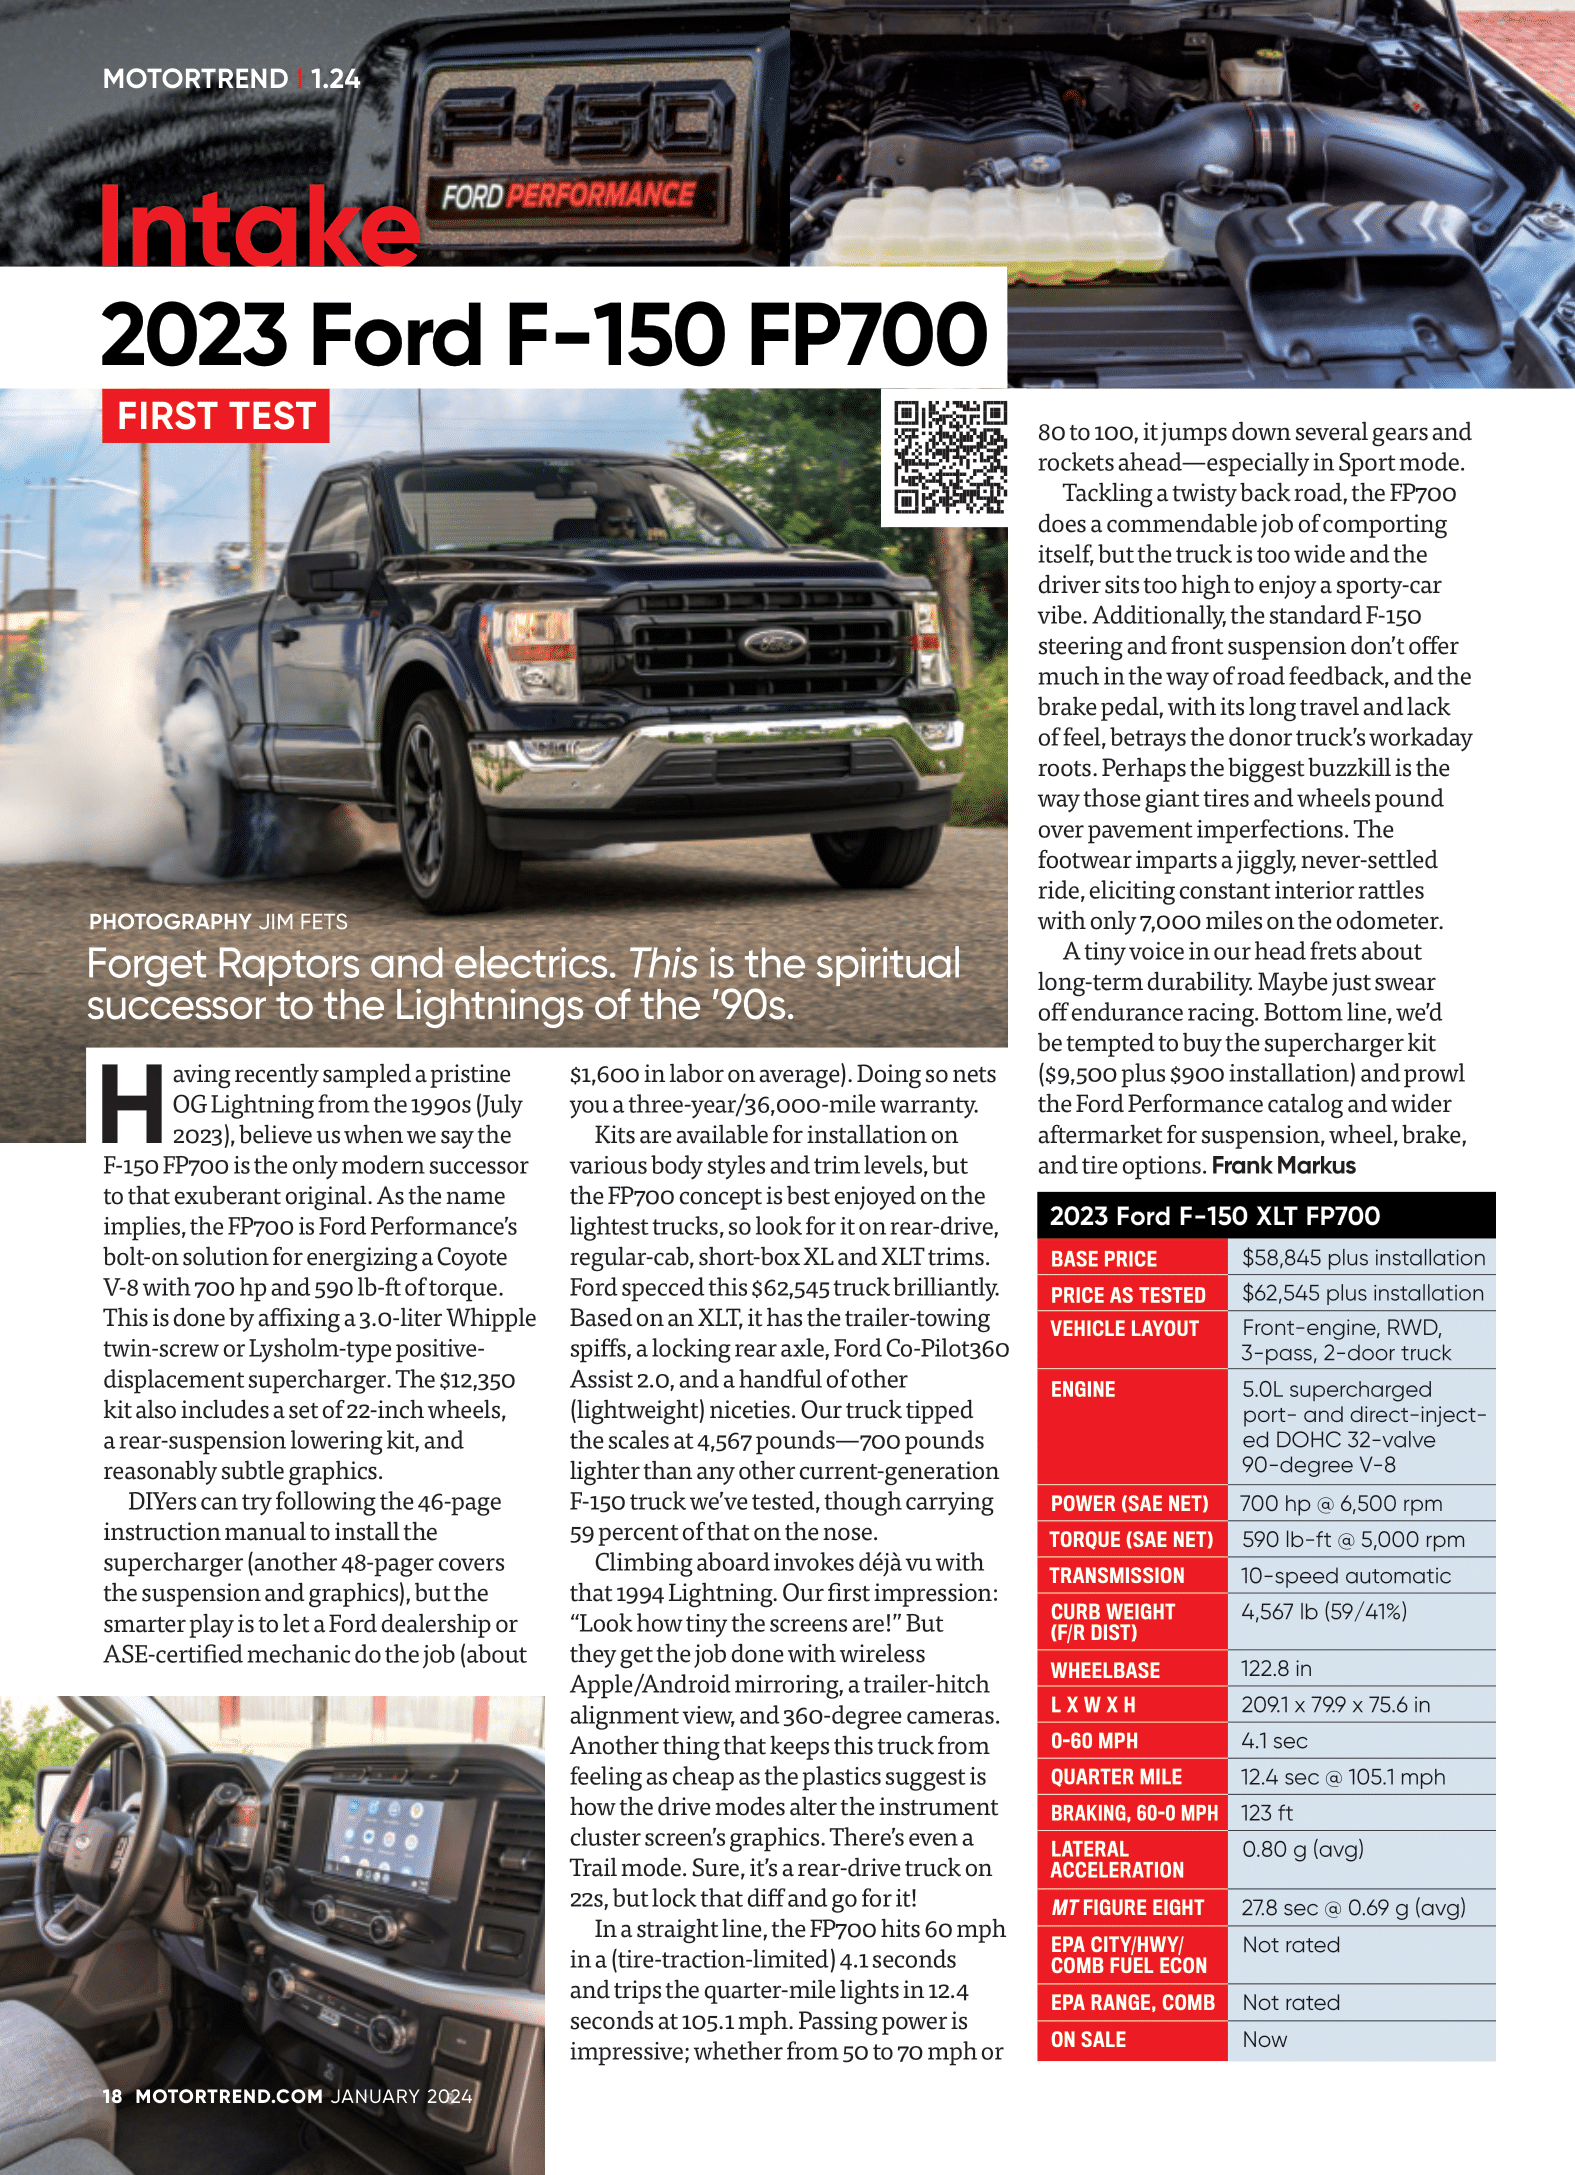 MOTORTREND | 1.24
F-150
FORD PERFORMANCE
Intake
2023 Ford F-150 FP700
FIRST TEST
Ford
PHOTOGRAPHY JIM FETS
Forget Raptors and electrics. This is the spiritual
successor to the Lightnings of the ’90s.
Having recently sampled a pristine
OG Lightning from the 1990s (July
2023), believe us when we say the
F-150 FP700 is the only modern successor
to that exuberant original. As the name
implies, the FP700 is Ford Performance’s
bolt-on solution for energizing a Coyote
V-8 with 700 hp and 590 lb-ft of torque.
This is done by affixing a 3.0-liter Whipple
twin-screw or Lysholm-type positive-
displacement supercharger. The $12,350
kit also includes a set of 22-inch wheels,
a rear-suspension lowering kit, and
reasonably subtle graphics.
DIYers can try following the 46-page
instruction manual to install the
supercharger (another 48-pager covers
the suspension and graphics), but the
smarter play is to let a Ford dealership or
ASE-certified mechanic do the job (about
$1,600 in labor on average). Doing so nets
you a three-year/36,000-mile warranty.
Kits are available for installation on
various body styles and trim levels, but
the FP700 concept is best enjoyed on the
lightest trucks, so look for it on rear-drive,
regular-cab, short-box XL and XLT trims.
Ford specced this $62,545 truck brilliantly.
Based on an XLT, it has the trailer-towing
spiffs, a locking rear axle, Ford Co-Pilot360
Assist 2.0, and a handful of other
(lightweight) niceties. Our truck tipped
the scales at 4,567 pounds—700 pounds
lighter than any other current-generation
F-150 truck we’ve tested, though carrying
59 percent of that on the nose.
Climbing aboard invokes déjà vu with
that 1994 Lightning. Our first impression:
“Look how tiny the screens are!” But
they get the job done with wireless
Apple/Android mirroring, a trailer-hitch
alignment view, and 360-degree cameras.
Another thing that keeps this truck from
feeling as cheap as the plastics suggest is
how the drive modes alter the instrument
cluster screen’s graphics. There’s even a
Trail mode. Sure, it’s a rear-drive truck on
22s, but lock that diff and go for it!
In a straight line, the FP700 hits 60 mph
in a (tire-traction-limited) 4.1 seconds
and trips the quarter-mile lights in 12.4
seconds at 105.1 mph. Passing power is
impressive; whether from 50 to 70 mph or
80 to 100, it jumps down several gears and
rockets ahead—especially in Sport mode.
Tackling a twisty back road, the FP700
does a commendable job of comporting
itself, but the truck is too wide and the
driver sits too high to enjoy a sporty-car
vibe. Additionally, the standard F-150
steering and front suspension don’t offer
much in the way of road feedback, and the
brake pedal, with its long travel and lack
of feel, betrays the donor truck’s workaday
roots. Perhaps the biggest buzzkill is the
way those giant tires and wheels pound
over pavement imperfections. The
footwear imparts a jiggly, never-settled
ride, eliciting constant interior rattles
with only 7,000 miles on the odometer.
A tiny voice in our head frets about
long-term durability. Maybe just swear
off endurance racing. Bottom line, we’d
be tempted to buy the supercharger kit
($9,500 plus $900 installation) and prowl
the Ford Performance catalog and wider
aftermarket for suspension, wheel, brake,
and tire options. Frank Markus
2023 Ford F-150 XLT FP700
BASE PRICE $58,845 plus installation
PRICE AS TESTED $62,545 plus installation
VEHICLE LAYOUT Front-engine, RWD,
3-pass, 2-door truck
ENGINE 5.0L supercharged
port- and direct-inject-
ed DOHC 32-valve
90-degree V-8
POWER (SAE NET) 700 hp @ 6,500 rpm
TORQUE (SAE NET) 590 lb-ft @ 5,000 rpm
TRANSMISSION 10-speed automatic
CURB WEIGHT 4,567 lb (59/41%)
(F/R DIST)
WHEELBASE 122.8 in
L X W X H 209.1 x 79.9 x 75.6 in
0-60 MPH 4.1 sec
QUARTER MILE 12.4 sec @ 105.1 mph
BRAKING, 60-0 MPH 123 ft
LATERAL 0.80 g (avg)
ACCELERATION
MT FIGURE EIGHT 27.8 sec @ 0.69 g (avg)
EPA CITY/HWY/ Not rated
COMB FUEL ECON
EPA RANGE, COMB Not rated
ON SALE Now
18 MOTORTREND.COM JANUARY 2024